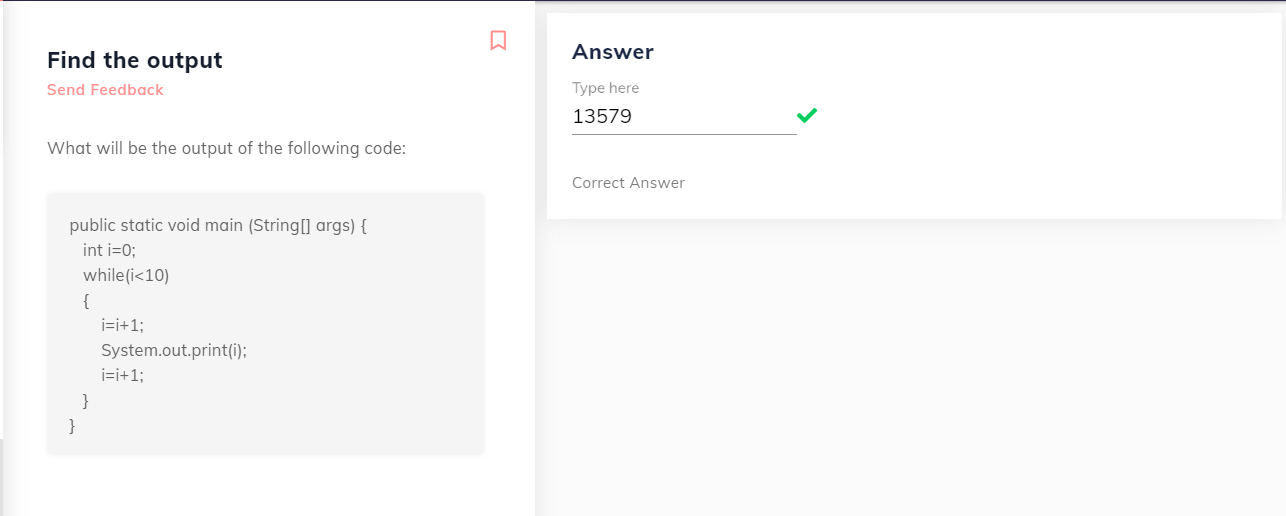 Find the output
Send Feedback
What will be the output of the following code:
public static void main (String[] args) {
int i=0;
while(i<10)
{
i=i+1;
System.out.print(i);
i=i+1;
}
}
Answer
Type here
13579
Correct Answer